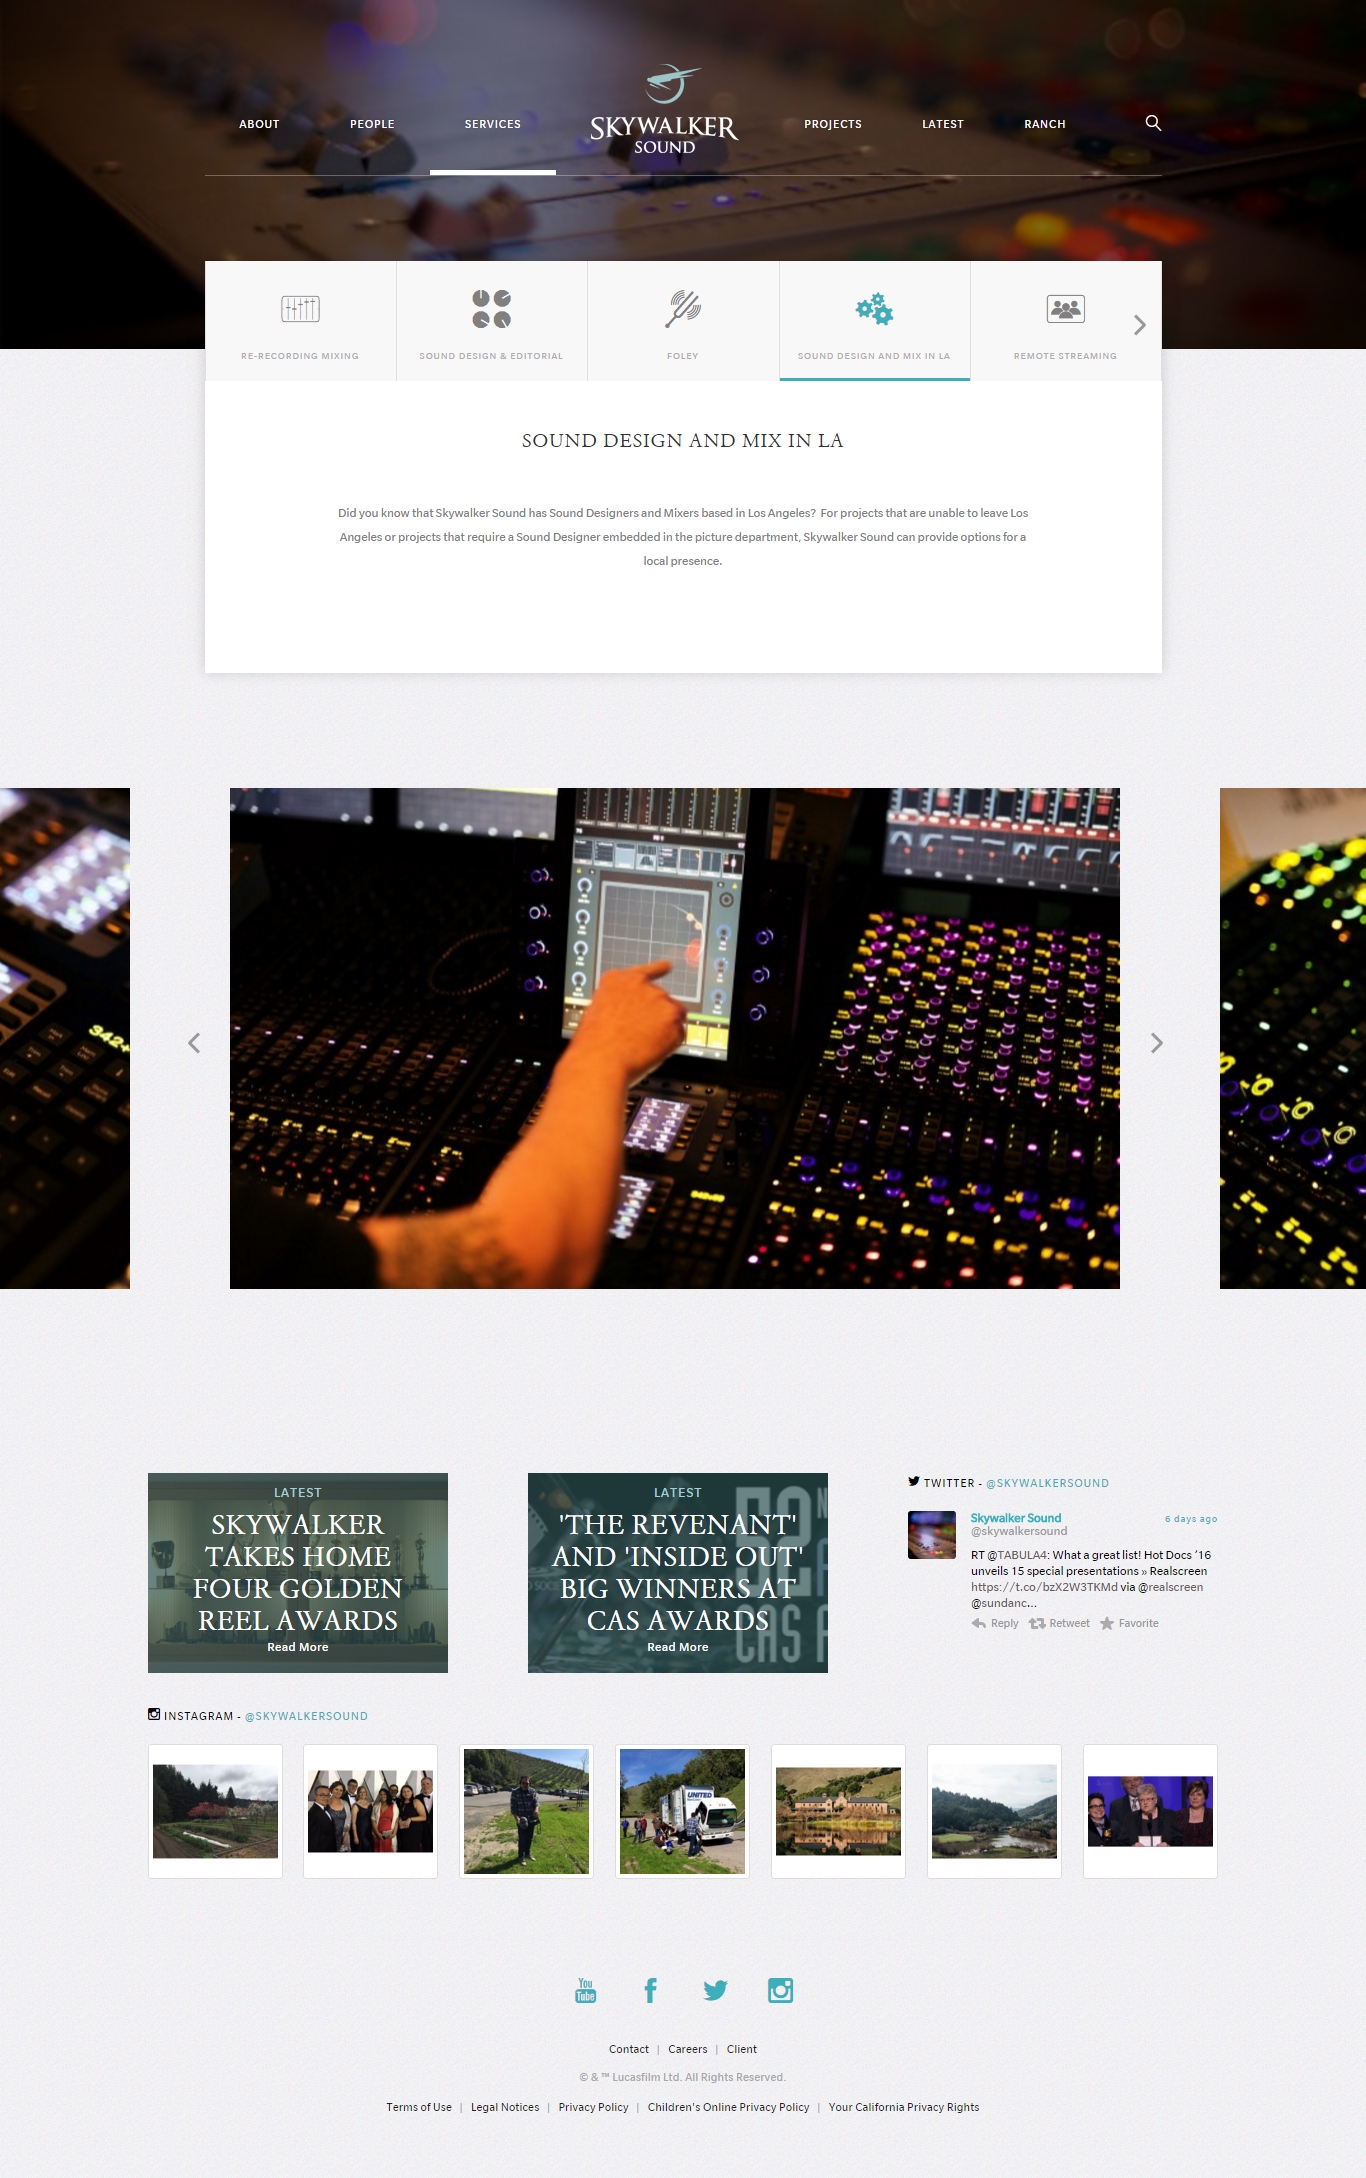 ABOUT
PEOPLE
SERVICES
SKYWALKER
SOUND
PROJECTS
LATEST
RANCH
RE-RECORDING MIXING
SOUND DESIGN & EDITORIAL
FOLEY
SOUND DESIGN AND MIX IN LA
REMOTE STREAMING
SOUND DESIGN AND MIX IN LA
Did you know that Skywalker Sound has Sound Designers and Mixers based in Los Angeles? For projects that are unable to leave Los
Angeles or projects that require a Sound Designer embedded in the picture department, Skywalker Sound can provide options for a
local presence.
LATEST
SKYWALKER
TAKES HOME
FOUR GOLDEN
REEL AWARDS
Read More
LATEST
'THE REVENANT'
AND 'INSIDE OUT'
BIG WINNERS AT
CAS AWARDS
Read More
TWITTER - @SKYWALKERSOUND
Skywalker Sound
6 days ago
@skywalkersound
RT @TABULA4: What a great list! Hot Docs ’16
unveils 15 special presentations » Realscreen
https://t.co/bzX2W3TKMd via @realscreen
@sundanc…
Reply Retweet Favorite
INSTAGRAM - @SKYWALKERSOUND
UNITED
You
Tube
Contact | Careers | Client
© & ™ Lucasfilm Ltd. All Rights Reserved.
Terms of Use | Legal Notices | Privacy Policy | Children's Online Privacy Policy | Your California Privacy Rights